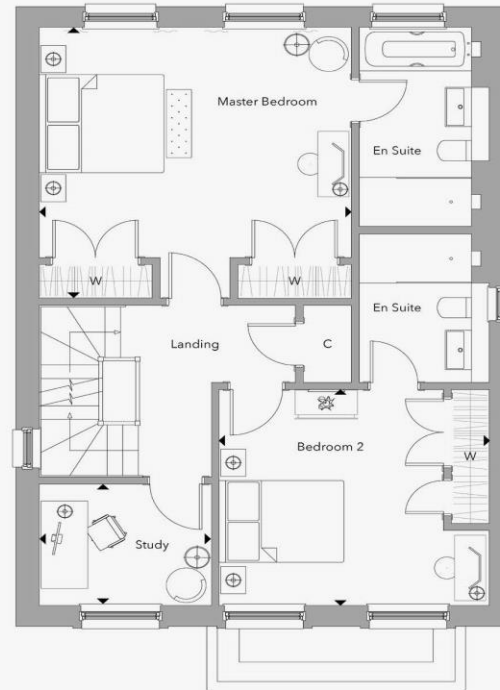 Master Bedroom
En Suite
W
W
En Suite
Landing
C
Bedroom 2
W
Study